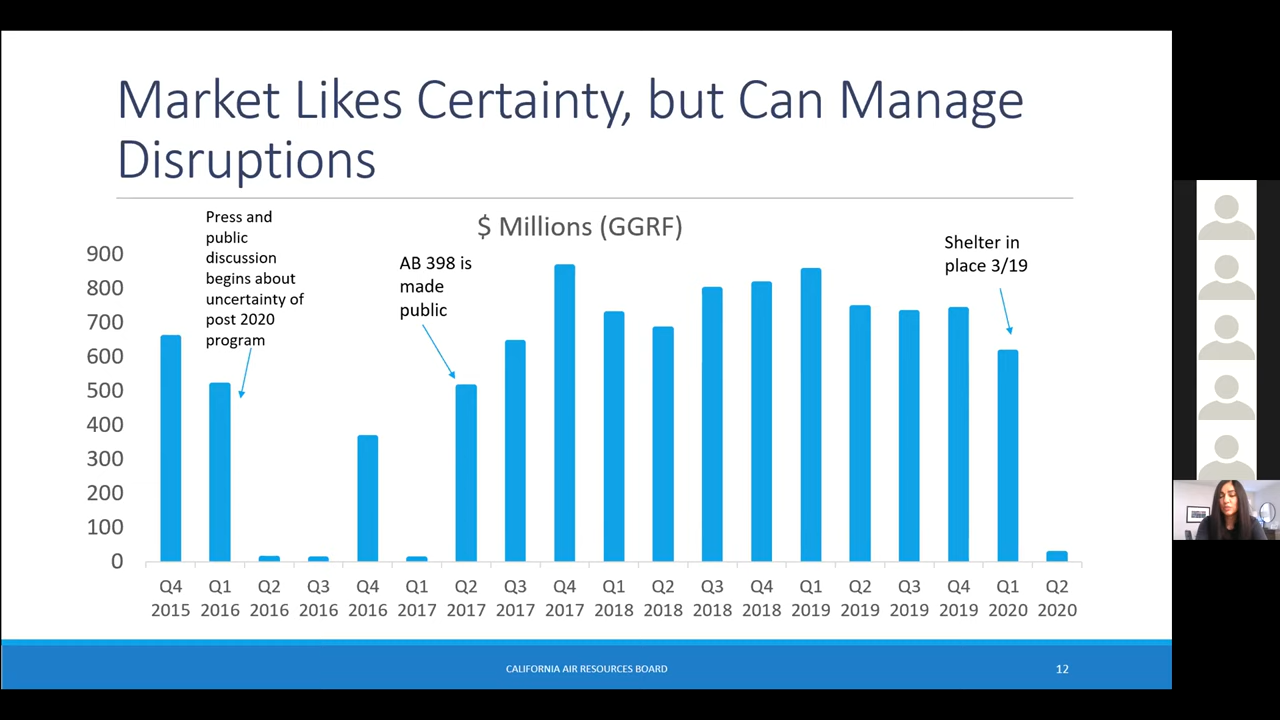 Market Likes Certainty, but Can Manage
Disruptions
Press and
public
discussion
begins about
uncertainty of
post 2020
program
$ Millions (GGRF)
AB 398 is
made
public
Shelter in
place 3/19
900
800
700
600
500
400
300
200
100
0
Q4 Q1 Q2 Q3 Q4 Q1 Q2 Q3 Q4 Q1 Q2 Q3 Q4 Q1 Q2 Q3 Q4 Q1 Q2
2015 2016 2016 2016 2016 2017 2017 2017 2017 2018 2018 2018 2018 2019 2019 2019 2019 2020 2020
CALIFORNIA AIR RESOURCES BOARD
12